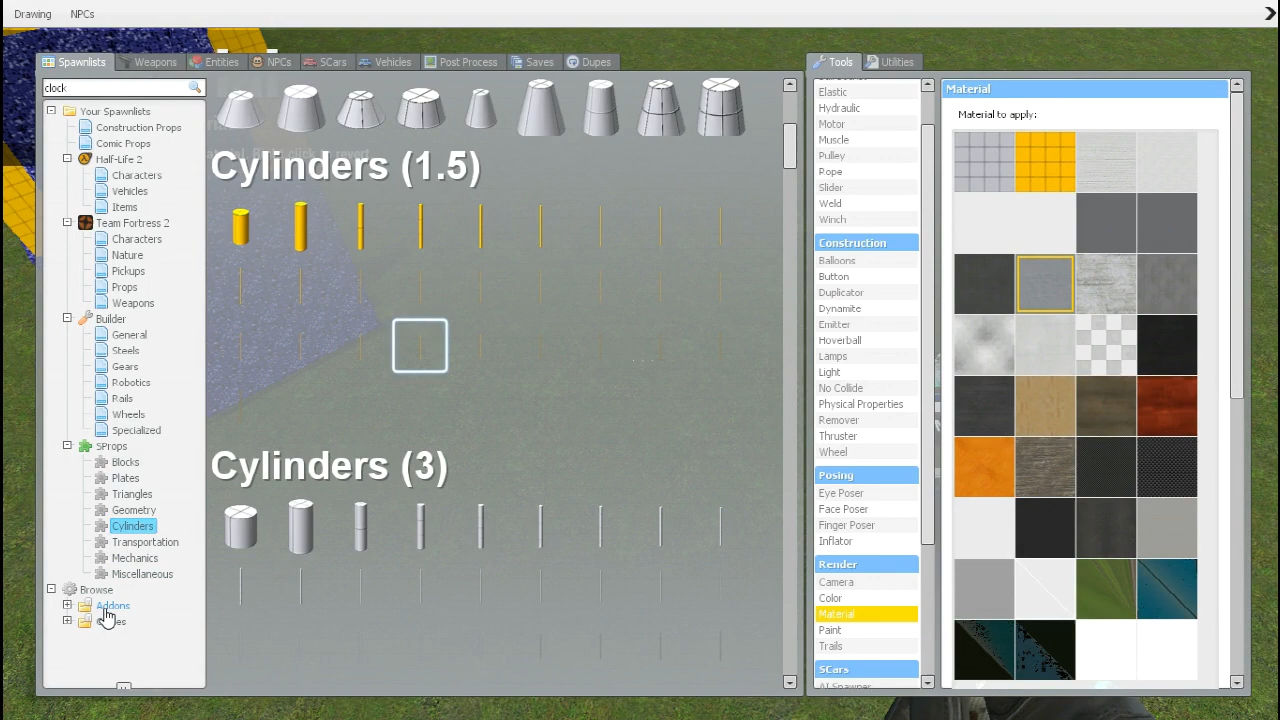 Drawing NPCs
Spawnlists Weapons Entities NPCs SCars Vehicles Post Process Saves Dupes
clock
Your Spawnlists
Construction Props
Comic Props
Half-Life 2
Characters
Vehicles
Items
Team Fortress 2
Characters
Nature
Pickups
Props
Weapons
Builder
General
Steels
Gears
Robotics
Rails
Wheels
Specialized
SProps
Blocks
Plates
Triangles
Geometry
Cylinders
Transportation
Mechanics
Miscellaneous
Browse
Addons
Cylinders (1.5)
Cylinders (3)
Tools Utilities
Elastic
Hydraulic
Motor
Muscle
Pulley
Rope
Slider
Weld
Winch
Construction
Balloons
Button
Duplicator
Dynamite
Emitter
Hoverball
Lamps
Light
No Collide
Physical Properties
Remover
Thruster
Wheel
Posing
Eye Poser
Face Poser
Finger Poser
Inflator
Render
Camera
Color
Material
Paint
Trails
SCars
Material
Material to apply: